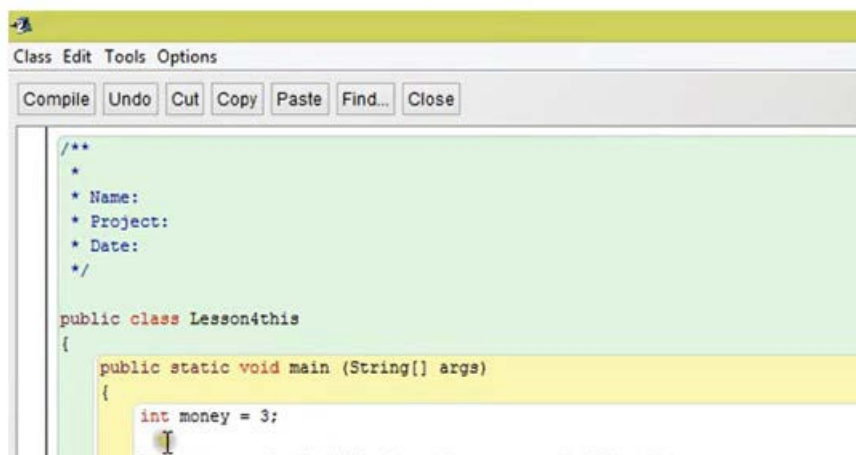 Class Edit Tools Options
Compile Undo Cut Copy Paste Find... Close
/**
*
* Name:
* Project:
* Date:
*/
public class Lesson4this
{
public static void main (String[] args)
{
int money = 3;